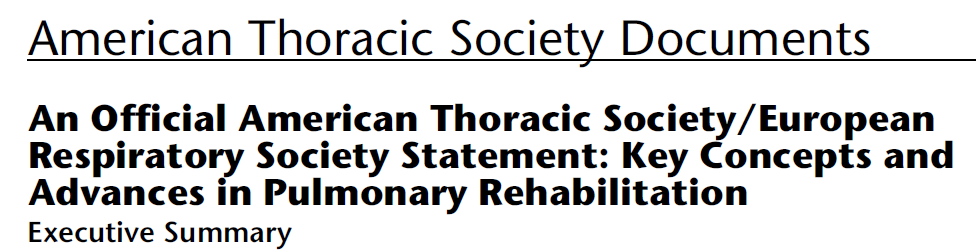 American Thoracic Society Documents
An Official American Thoracic Society/European
Respiratory Society Statement: Key Concepts and
Advances in Pulmonary Rehabilitation
Executive Summary